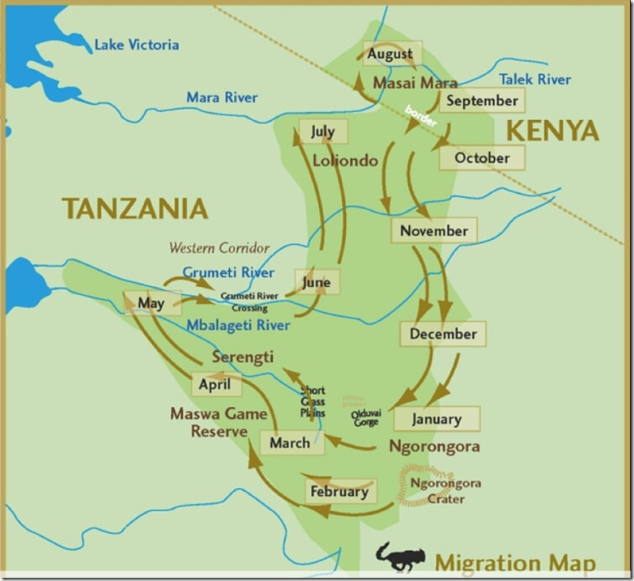 August
Lake Victoria
Talek River
Masai Mara
Mara River
September
border
July
KENYA
Loliondo
October
TANZANIA
November
Western Corridor
Grumeti River
June
May
Grumeti River
Crossing
Mbalageti River
December
Serengti
April
Short
Grass
Plains
Olduvai
Gorge
January
Maswa Game
Reserve
March
Ngorongora
February
Ngorongora
Crater
Migration Map